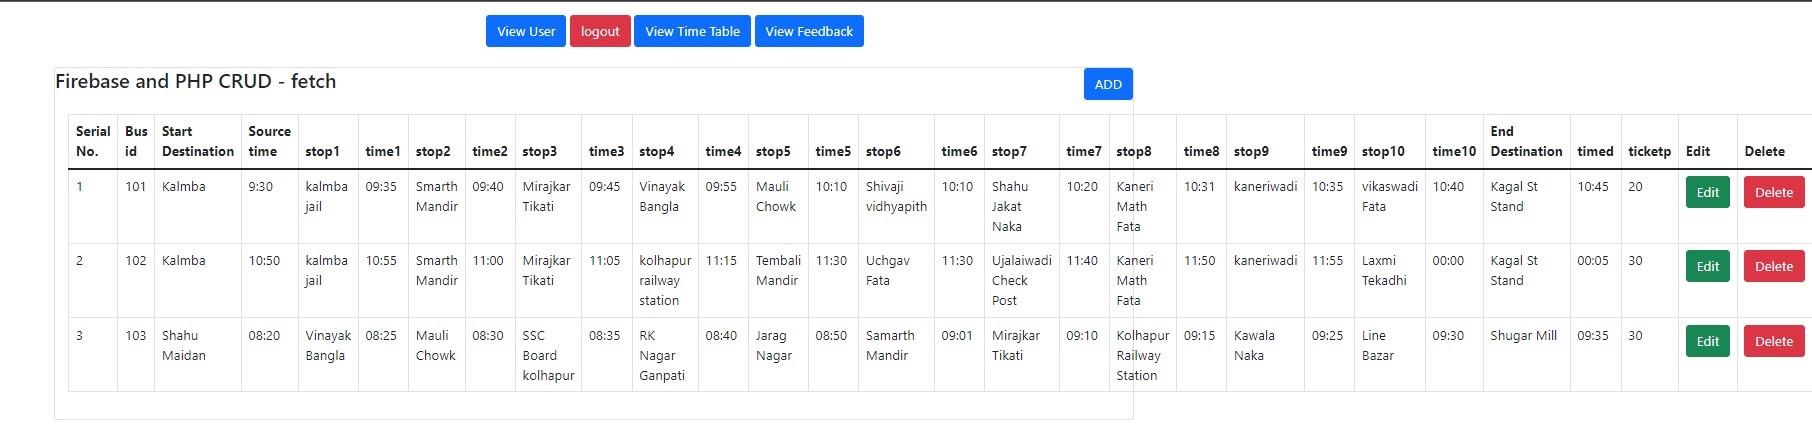 View User logout View Time Table View Feedback
Firebase and PHP CRUD - fetch ADD
Serial Bus Start Source End
No. id Destination time stop1 time1 stop2 time2 stop3 time3 stop4 time4 stop5 time5 stop6 time6 stop7 time7 stop8 time8 stop9 time9 stop10 time10 Destination timed ticketp Edit Delete
1 101 Kalmba 9:30 kalmba 09:35 Smarth 09:40 Mirajkar 09:45 Vinayak 09:55 Mauli 10:10 Shivaji 10:10 Shahu 10:20 Kaneri 10:31 kaneriwadi 10:35 vikaswadi 10:40 Kagal St 10:45 20 Edit Delete
jail Mandir Tikati Bangla Chowk vidhyapith Jakat Math Fata Stand
Naka Fata
2 102 Kalmba 10:50 kalmba 10:55 Smarth 11:00 Mirajkar 11:05 kolhapur 11:15 Tembali 11:30 Uchgav 11:30 Ujalaiwadi 11:40 Kaneri 11:50 kaneriwadi 11:55 Laxmi 00:00 Kagal St 00:05 30 Edit Delete
jail Mandir Tikati railway Mandir Fata Check Math Tekadhi Stand
station Post Fata
3 103 Shahu 08:20 Vinayak 08:25 Mauli 08:30 SSC 08:35 RK 08:40 Jarag 08:50 Samarth 09:01 Mirajkar 09:10 Kolhapur 09:15 Kawala 09:25 Line 09:30 Shugar Mill 09:35 30 Edit Delete
Maidan Bangla Chowk Board Nagar Nagar Mandir Tikati Railway Naka Bazar
kolhapur Ganpati Station